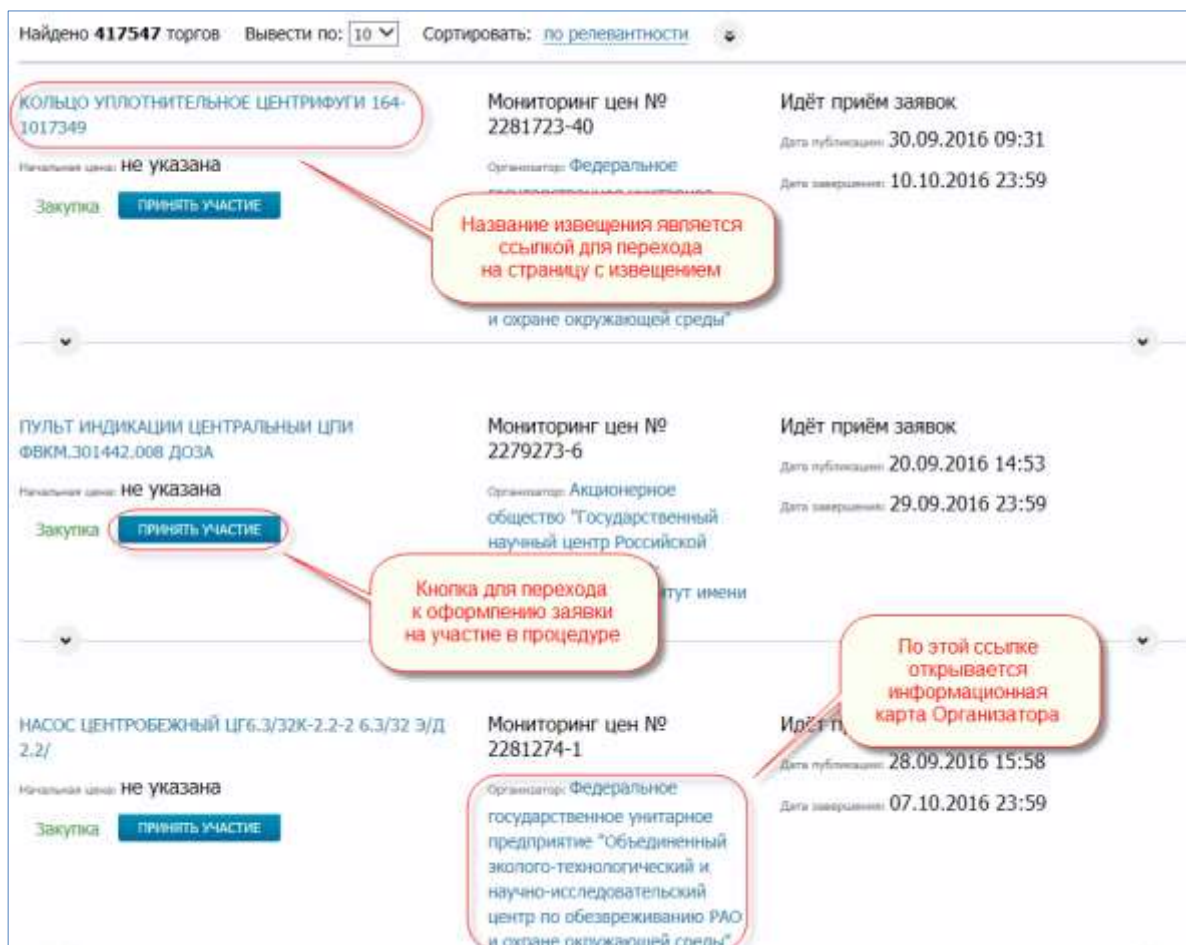 Найдено 417547 торгов Вывести по: 10 Сортировать: по релевантности
КОЛЬЦО УПЛОТНИТЕЛЬНОЕ ЦЕНТРИФУГИ 164-
1017349
Начальная цена: не указана
Закупка ПРИНЯТЬ УЧАСТИЕ
Мониторинг цен №
2281723-40
Организатор: Федеральное
государственное унитарное
и охране окружающей среды"
Идёт приём заявок
Дата публикации: 30.09.2016 09:31
Дата завершения: 10.10.2016 23:59
Название извещения является
ссылкой для перехода
на страницу с извещением
ПУЛЬТ ИНДИКАЦИИ ЦЕНТРАЛЬНЫЙ ЦПИ
ФВКМ.301442.008 ДОЗА
Начальная цена: не указана
Закупка ПРИНЯТЬ УЧАСТИЕ
Мониторинг цен №
2279273-6
Организатор: Акционерное
общество "Государственный
научный центр Российской
тут имени
Идёт приём заявок
Дата публикации: 20.09.2016 14:53
Дата завершения: 29.09.2016 23:59
Кнопка для перехода
к оформлению заявки
на участие в процедуре
По этой ссылке
открывается
информационная
карта Организатора
НАСОС ЦЕНТРОБЕЖНЫЙ ЦГ6.3/32К-2.2-2 6.3/32 Э/Д
2.2/
Начальная цена: не указана
Закупка ПРИНЯТЬ УЧАСТИЕ
Мониторинг цен №
2281274-1
Организатор: Федеральное
государственное унитарное
предприятие "Объединенный
эколого-технологический и
научно-исследовательский
центр по обезвреживанию РАО
и охране окружающей среды"
Идёт п
Дата публикации: 28.09.2016 15:58
Дата завершения: 07.10.2016 23:59